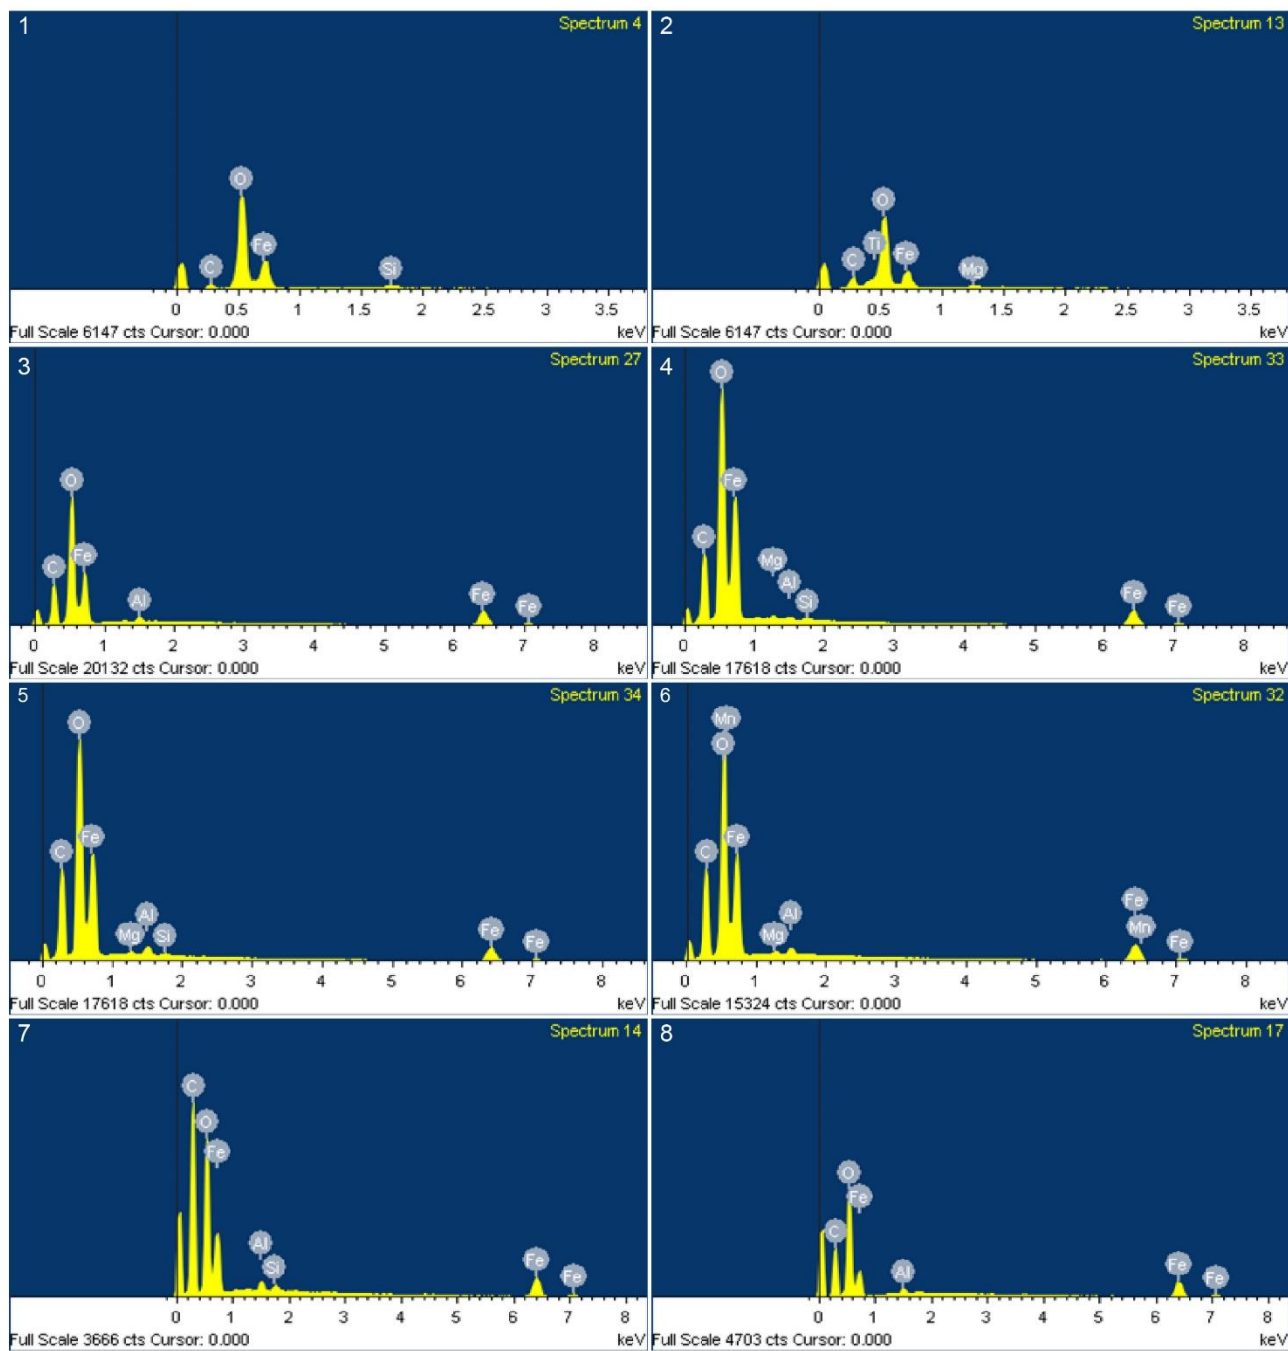 1 Spectrum 4
O
Fe
C Si
0 0.5 1 1.5 2 2.5 3 3.5
Full Scale 6147 cts Cursor: 0.000 keV
2 Spectrum 13
O
Ti
C Fe Mg
0 0.5 1 1.5 2 2.5 3 3.5
Full Scale 6147 cts Cursor: 0.000 keV
3 Spectrum 27
O
Fe
C
Al Fe Fe
0 1 2 3 4 5 6 7 8
Full Scale 20132 cts Cursor: 0.000 keV
4 Spectrum 33
O
Fe
C
Mg
Al
Si Fe Fe
0 1 2 3 4 5 6 7 8
Full Scale 17618 cts Cursor: 0.000 keV
5 Spectrum 34
O
Fe
C
Al
Mg Si Fe Fe
0 1 2 3 4 5 6 7 8
Full Scale 17618 cts Cursor: 0.000 keV
6 Spectrum 32
Mn
O
Fe
C
Fe
Al
Mn
Mg Fe
0 1 2 3 4 5 6 7 8
Full Scale 15324 cts Cursor: 0.000 keV
7 Spectrum 14
C
O
Fe
Al
Si Fe Fe
0 1 2 3 4 5 6 7 8
Full Scale 3666 cts Cursor: 0.000 keV
8 Spectrum 17
O
Fe
C
Al Fe Fe
0 1 2 3 4 5 6 7 8
Full Scale 4703 cts Cursor: 0.000 keV